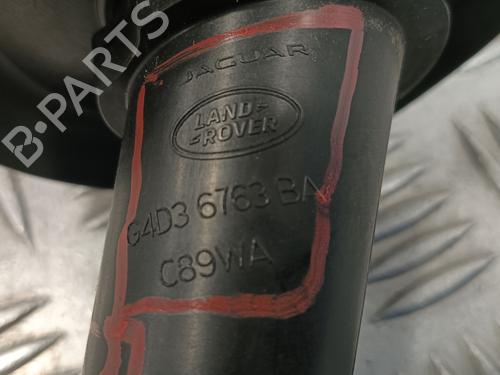 B-PARTS
JAGUAR
LAND
ROVER
G4D3 6763 BA
C89WA